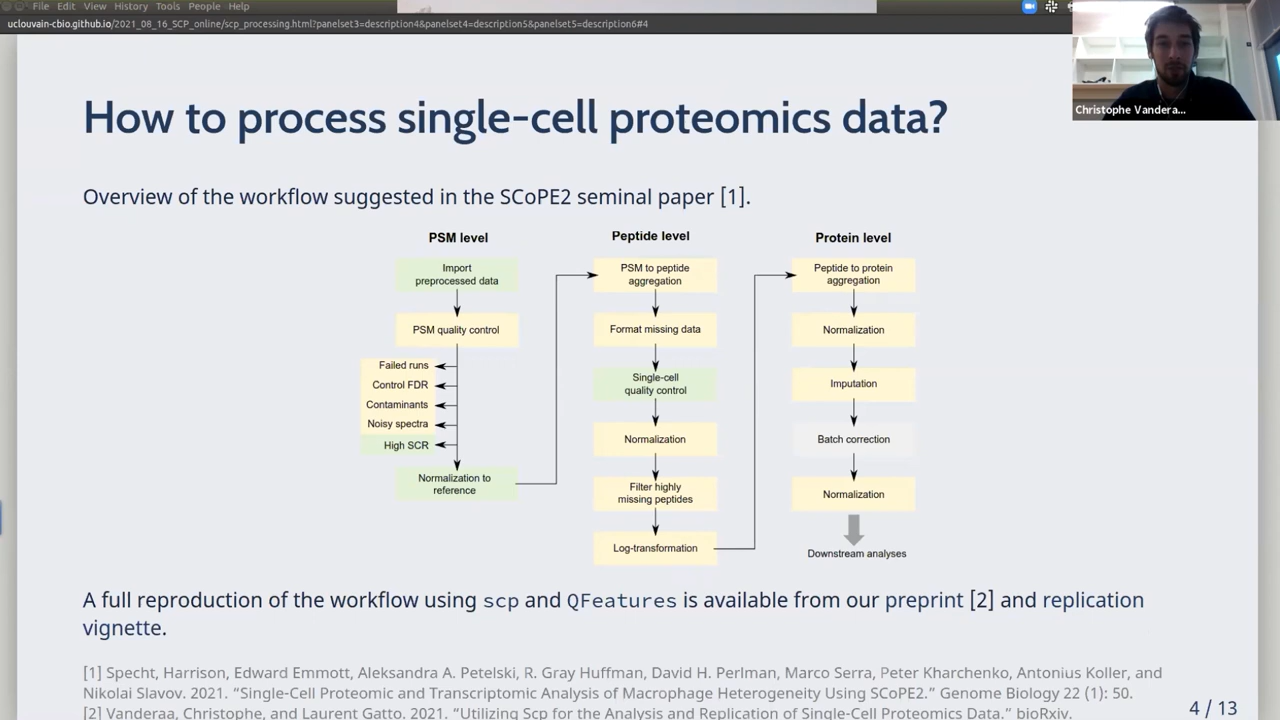 File Edit View History Tools People Help
uclouvain-cbio.github.io/2021_08_16_SCP_online/scp_processing.html?panelset3=description4&panelset4=description5&panelset5=description6#4
Christophe Vandera...
How to process single-cell proteomics data?
Overview of the workflow suggested in the SCoPE2 seminal paper [1].
PSM level
Import
preprocessed data
PSM quality control
Failed runs
Control FDR
Contaminants
Noisy spectra
High SCR
Normalization to
reference
Peptide level
PSM to peptide
aggregation
Format missing data
Single-cell
quality control
Normalization
Filter highly
missing peptides
Log-transformation
Protein level
Peptide to protein
aggregation
Normalization
Imputation
Batch correction
Normalization
Downstream analyses
A full reproduction of the workflow using scp and QFeatures is available from our preprint [2] and replication
vignette.
[1] Specht, Harrison, Edward Emmott, Aleksandra A. Petelski, R. Gray Huffman, David H. Perlman, Marco Serra, Peter Kharchenko, Antonius Koller, and
Nikolai Slavov. 2021. “Single-Cell Proteomic and Transcriptomic Analysis of Macrophage Heterogeneity Using SCoPE2.” Genome Biology 22 (1): 50.
[2] Vanderaa, Christophe, and Laurent Gatto. 2021. “Utilizing Scp for the Analysis and Replication of Single-Cell Proteomics Data.” bioRxiv.
4 / 13